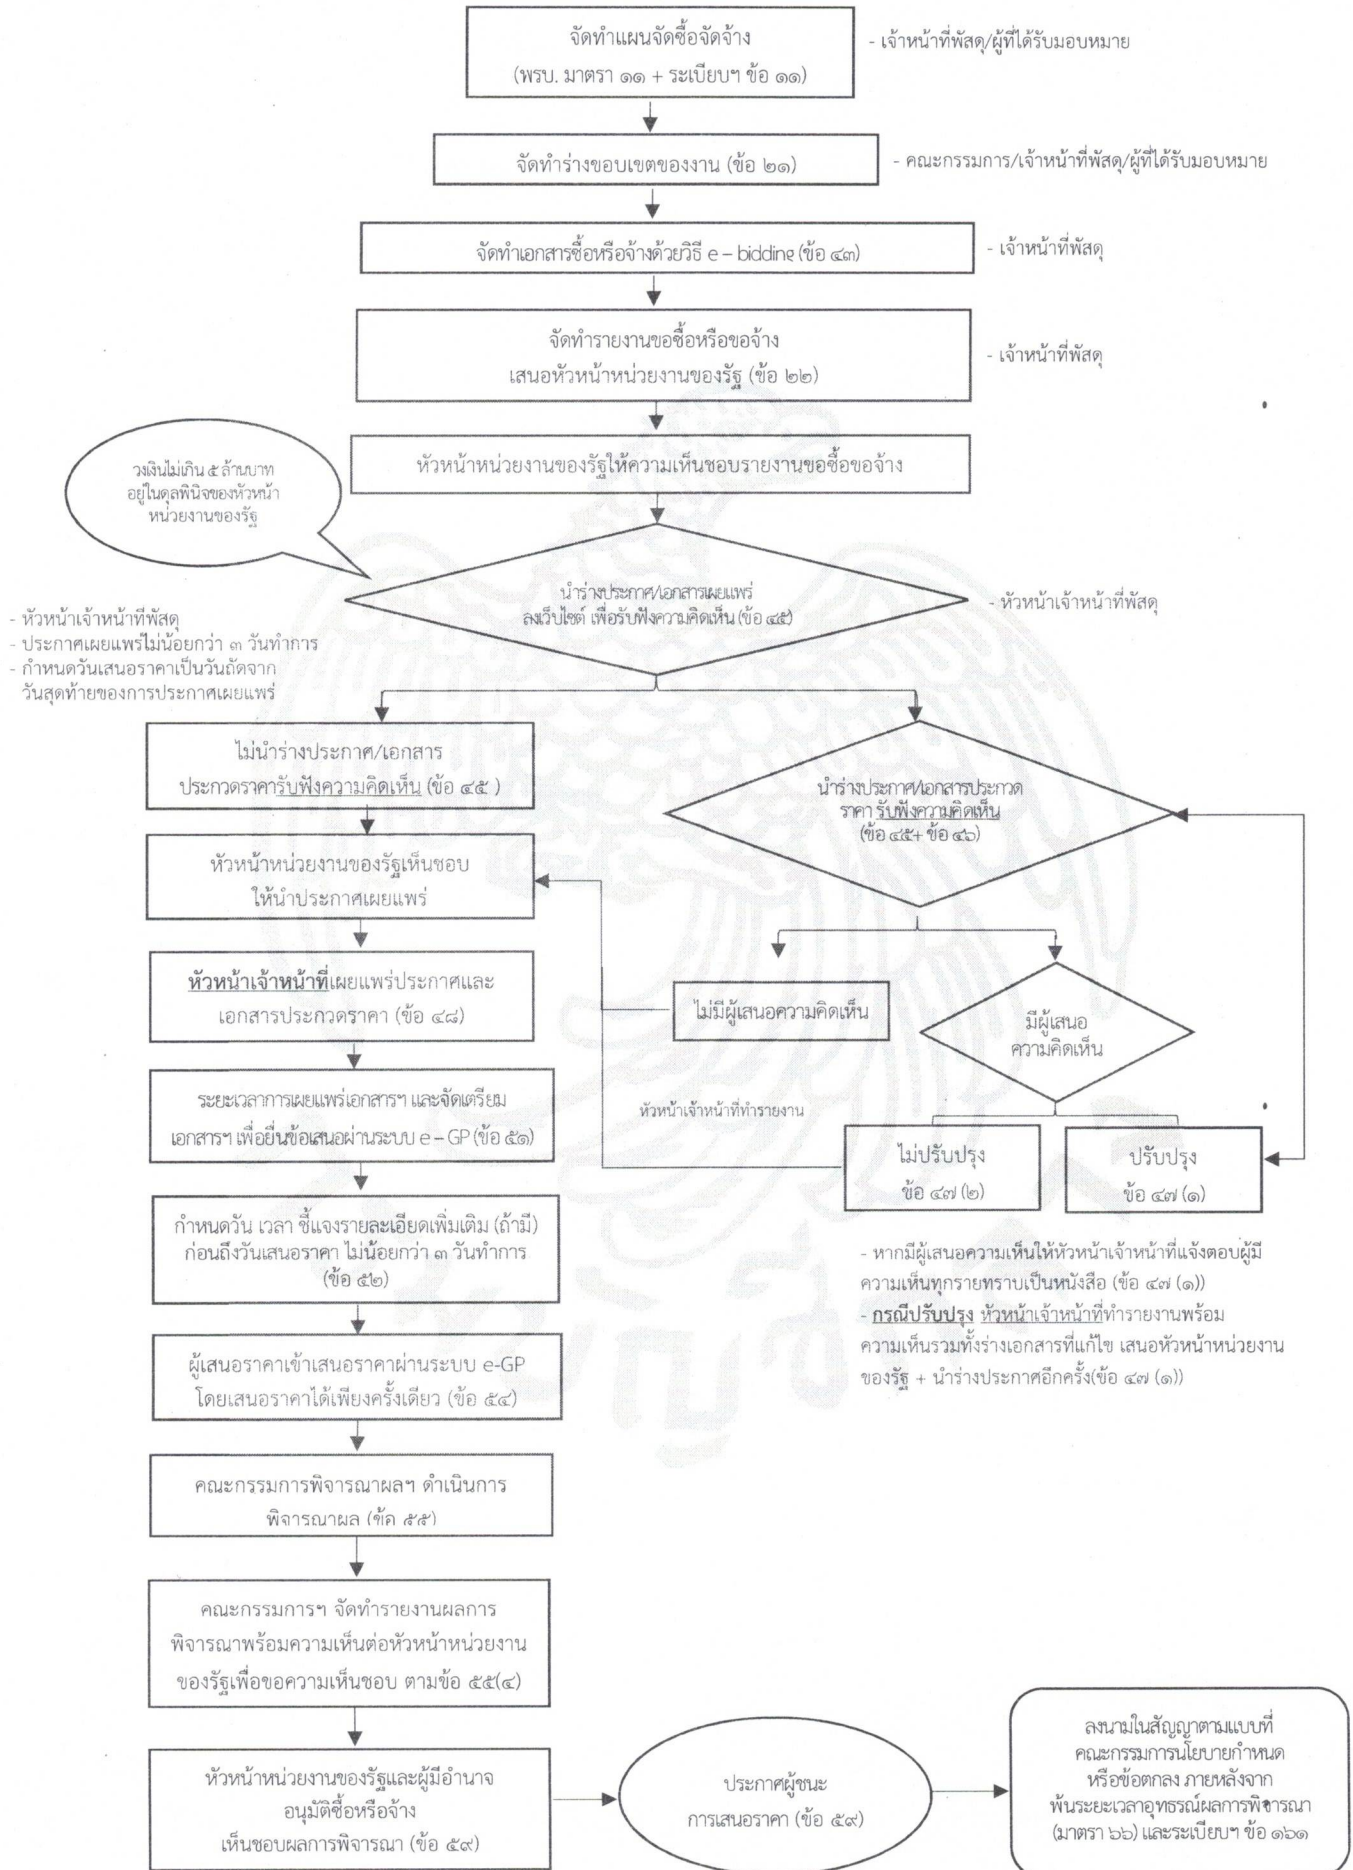 จัดทำแผนจัดซื้อจัดจ้าง
(พรบ. มาตรา ๑๑ + ระเบียบฯ ข้อ ๑๑)
- เจ้าหน้าที่พัสดุ/ผู้ที่ได้รับมอบหมาย
จัดทำร่างขอบเขตของงาน (ข้อ ๒๑)
- คณะกรรมการ/เจ้าหน้าที่พัสดุ/ผู้ที่ได้รับมอบหมาย
จัดทำเอกสารซื้อหรือจ้างด้วยวิธี e – bidding (ข้อ ๔๓)
- เจ้าหน้าที่พัสดุ
จัดทำรายงานขอซื้อหรือขอจ้าง
เสนอหัวหน้าหน่วยงานของรัฐ (ข้อ ๒๒)
- เจ้าหน้าที่พัสดุ
หัวหน้าหน่วยงานของรัฐให้ความเห็นชอบรายงานขอซื้อขอจ้าง
วงเงินไม่เกิน ๕ ล้านบาท
อยู่ในดุลพินิจของหัวหน้า
หน่วยงานของรัฐ
นำร่างประกาศ/เอกสารเผยแพร่
ลงเว็บไซต์ เพื่อรับฟังความคิดเห็น (ข้อ ๔๕)
- หัวหน้าเจ้าหน้าที่พัสดุ
- หัวหน้าเจ้าหน้าที่พัสดุ
- ประกาศเผยแพร่ไม่น้อยกว่า ๓ วันทำการ
- กำหนดวันเสนอราคาเป็นวันถัดจาก
วันสุดท้ายของการประกาศเผยแพร่
ไม่นำร่างประกาศ/เอกสาร
ประกวดราคารับฟังความคิดเห็น (ข้อ ๔๕ )
นำร่างประกาศ/เอกสารประกวด
ราคา รับฟังความคิดเห็น
(ข้อ ๔๕+ ข้อ ๔๖)
หัวหน้าหน่วยงานของรัฐเห็นชอบ
ให้นำประกาศเผยแพร่
หัวหน้าเจ้าหน้าที่เผยแพร่ประกาศและ
เอกสารประกวดราคา (ข้อ ๔๘)
ไม่มีผู้เสนอความคิดเห็น
มีผู้เสนอ
ความคิดเห็น
ระยะเวลาการเผยแพร่เอกสารฯ และจัดเตรียม
เอกสารฯ เพื่อยื่นข้อเสนอผ่านระบบ e – GP (ข้อ ๕๑)
หัวหน้าเจ้าหน้าที่ทำรายงาน
ไม่ปรับปรุง
ข้อ ๔๗ (๒)
ปรับปรุง
ข้อ ๔๗ (๑)
กำหนดวัน เวลา ชี้แจงรายละเอียดเพิ่มเติม (ถ้ามี)
ก่อนถึงวันเสนอราคา ไม่น้อยกว่า ๓ วันทำการ
(ข้อ ๕๒)
- หากมีผู้เสนอความเห็นให้หัวหน้าเจ้าหน้าที่แจ้งตอบผู้มี
ความเห็นทุกรายทราบเป็นหนังสือ (ข้อ ๔๗ (๑))
- กรณีปรับปรุง หัวหน้าเจ้าหน้าที่ทำรายงานพร้อม
ความเห็นรวมทั้งร่างเอกสารที่แก้ไข เสนอหัวหน้าหน่วยงาน
ของรัฐ + นำร่างประกาศอีกครั้ง(ข้อ ๔๗ (๑))
ผู้เสนอราคาเข้าเสนอราคาผ่านระบบ e-GP
โดยเสนอราคาได้เพียงครั้งเดียว (ข้อ ๕๔)
คณะกรรมการพิจารณาผลฯ ดำเนินการ
พิจารณาผล (ข้อ ๕๕)
คณะกรรมการฯ จัดทำรายงานผลการ
พิจารณาพร้อมความเห็นต่อหัวหน้าหน่วยงาน
ของรัฐเพื่อขอความเห็นชอบ ตามข้อ ๕๕(๔)
หัวหน้าหน่วยงานของรัฐและผู้มีอำนาจ
อนุมัติซื้อหรือจ้าง
เห็นชอบผลการพิจารณา (ข้อ ๕๙)
ประกาศผู้ชนะ
การเสนอราคา (ข้อ ๕๙)
ลงนามในสัญญาตามแบบที่
คณะกรรมการนโยบายกำหนด
หรือข้อตกลง ภายหลังจาก
พ้นระยะเวลาอุทธรณ์ผลการพิจารณา
(มาตรา ๖๖) และระเบียบฯ ข้อ ๑๖๑